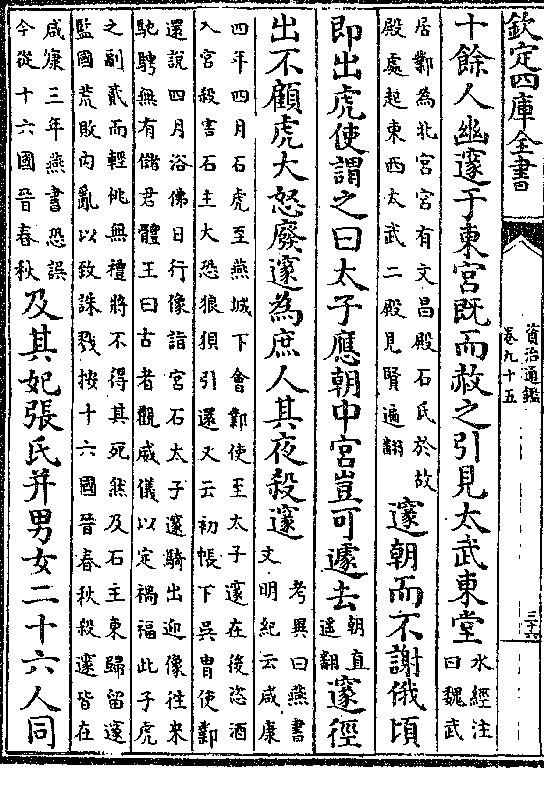 欽定四庫全書
資治通鑑
卷九十五
三十六
十餘人幽邃于東宮既而赦之引見太武東堂
水經注
曰魏武
居鄴為北宮宮有文昌殿石氏於故
殿處起東西太武二殿見賢遍翻
邃朝而不謝俄頃
即出虎使謂之曰太子應朝中宮豈可遽去
朝直
遥翻
邃徑
出不顧虎大怒廢邃為庶人其夜殺邃
考異曰燕書
文明紀云咸康
四年四月石虎至燕城下會鄴使至太子邃在後恣酒
入宮殺害石主大恐狼狽引還又云初帳下吳胄使鄴
還說四月浴佛日行像詣宮石太子邃騎出迎像往来
馳騁無有儲君體王曰古者觀威儀以定禍福此子虎
之副貳而輕佻無禮將不得其死然及石主東歸留邃
監國荒敗内亂以致誅戮按十六國晉春秋殺邃皆在
咸康三年燕書恐誤
今從十六國晉春秋
及其妃張氏并男女二十六人同